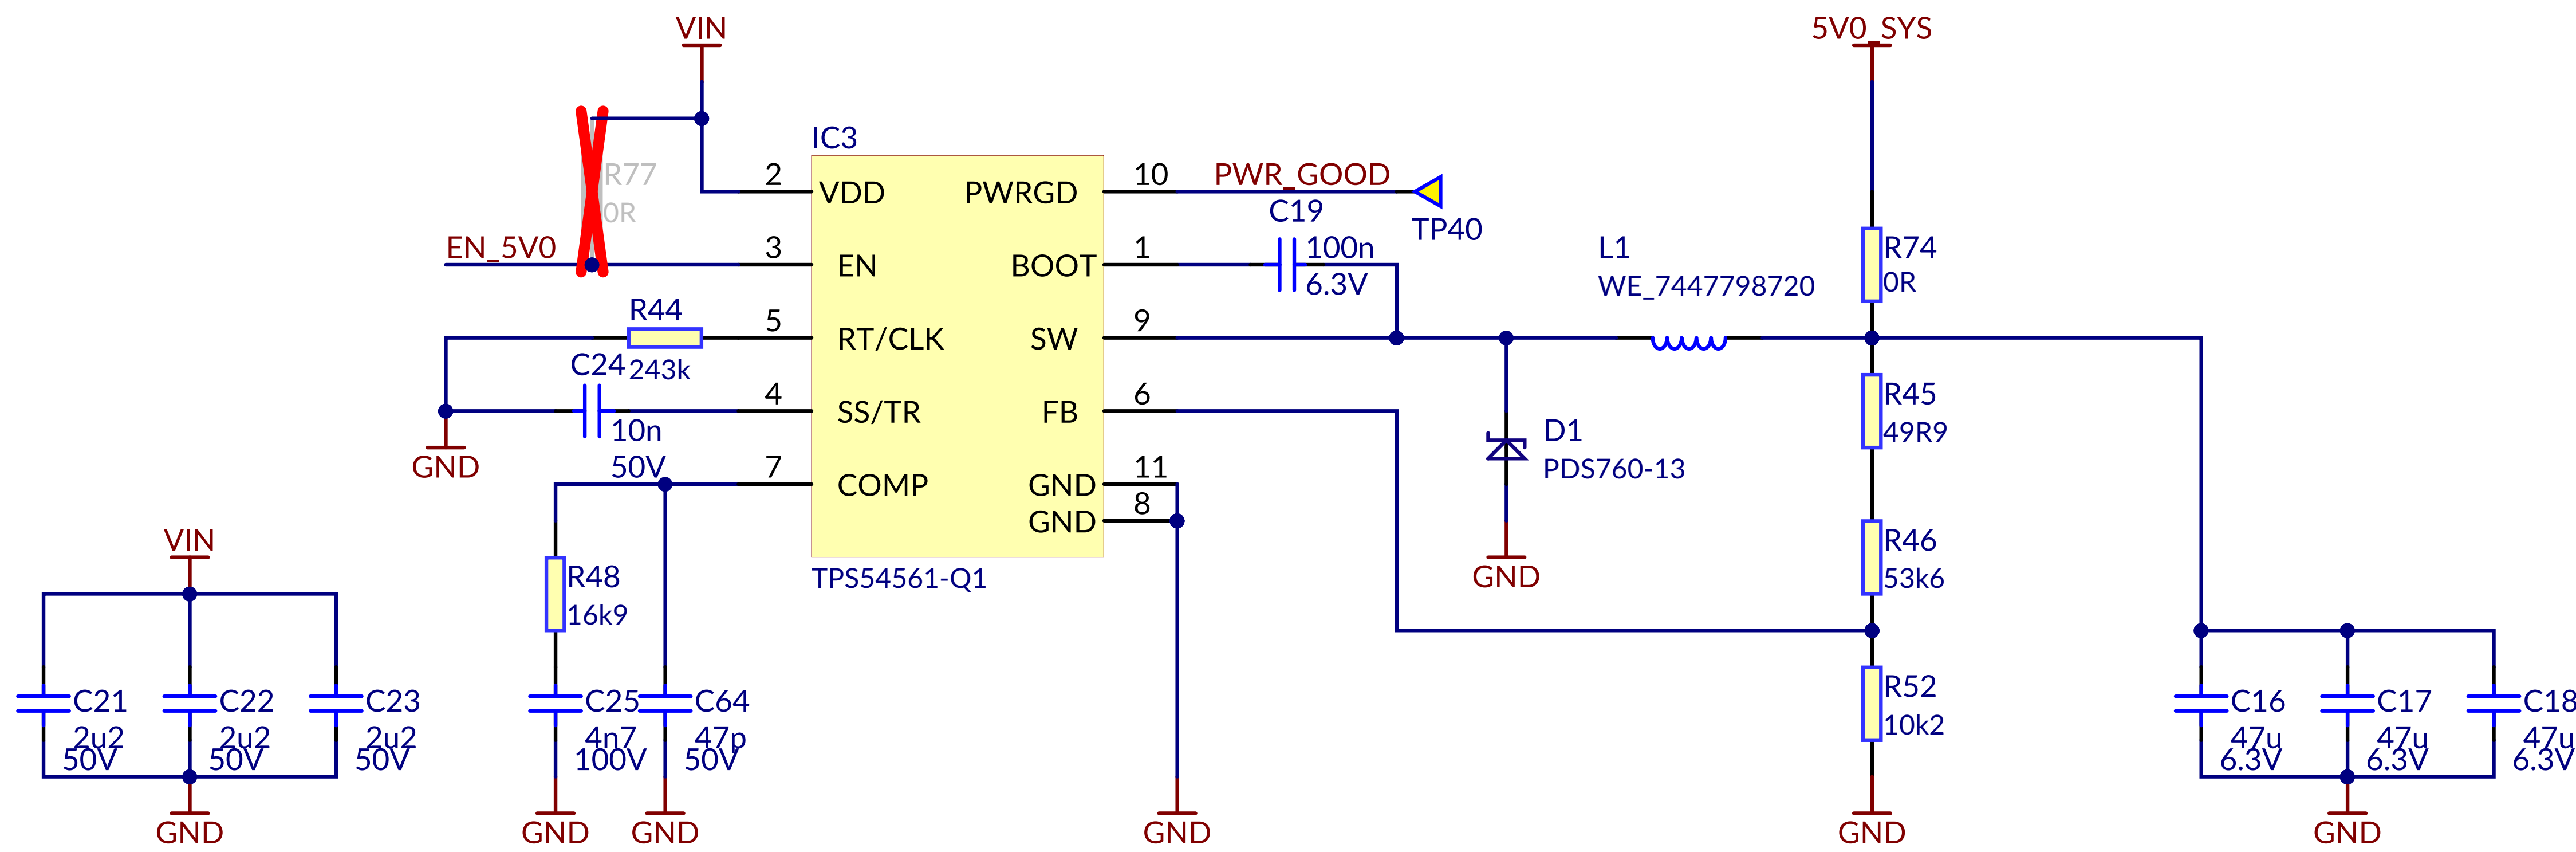 VIN
5V0_SYS
IC3
R77
0R
2
VDD
PWRGD
10
PWR_GOOD
TP40
EN_5V0
3
EN
BOOT
1
C19
100n
6.3V
L1
WE_7447798720
R74
0R
R44
243k
5
RT/CLK
SW
9
C24
10n
50V
4
SS/TR
FB
6
GND
7
COMP
GND
11
GND
8
D1
PDS760-13
GND
R45
49R9
R46
53k6
TPS54561-Q1
VIN
R48
16k9
R52
10k2
C21
2u2
50V
C22
2u2
50V
C23
2u2
50V
C25
4n7
100V
C64
47p
50V
C16
47u
6.3V
C17
47u
6.3V
C18
47u
6.3V
GND
GND
GND
GND
GND
GND